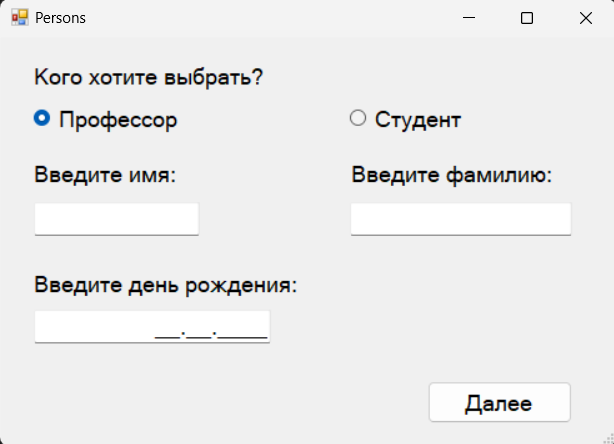 Persons
Кого хотите выбрать?
Профессор Студент
Введите имя: Введите фамилию:
Введите день рождения:
__.__.____
Далее